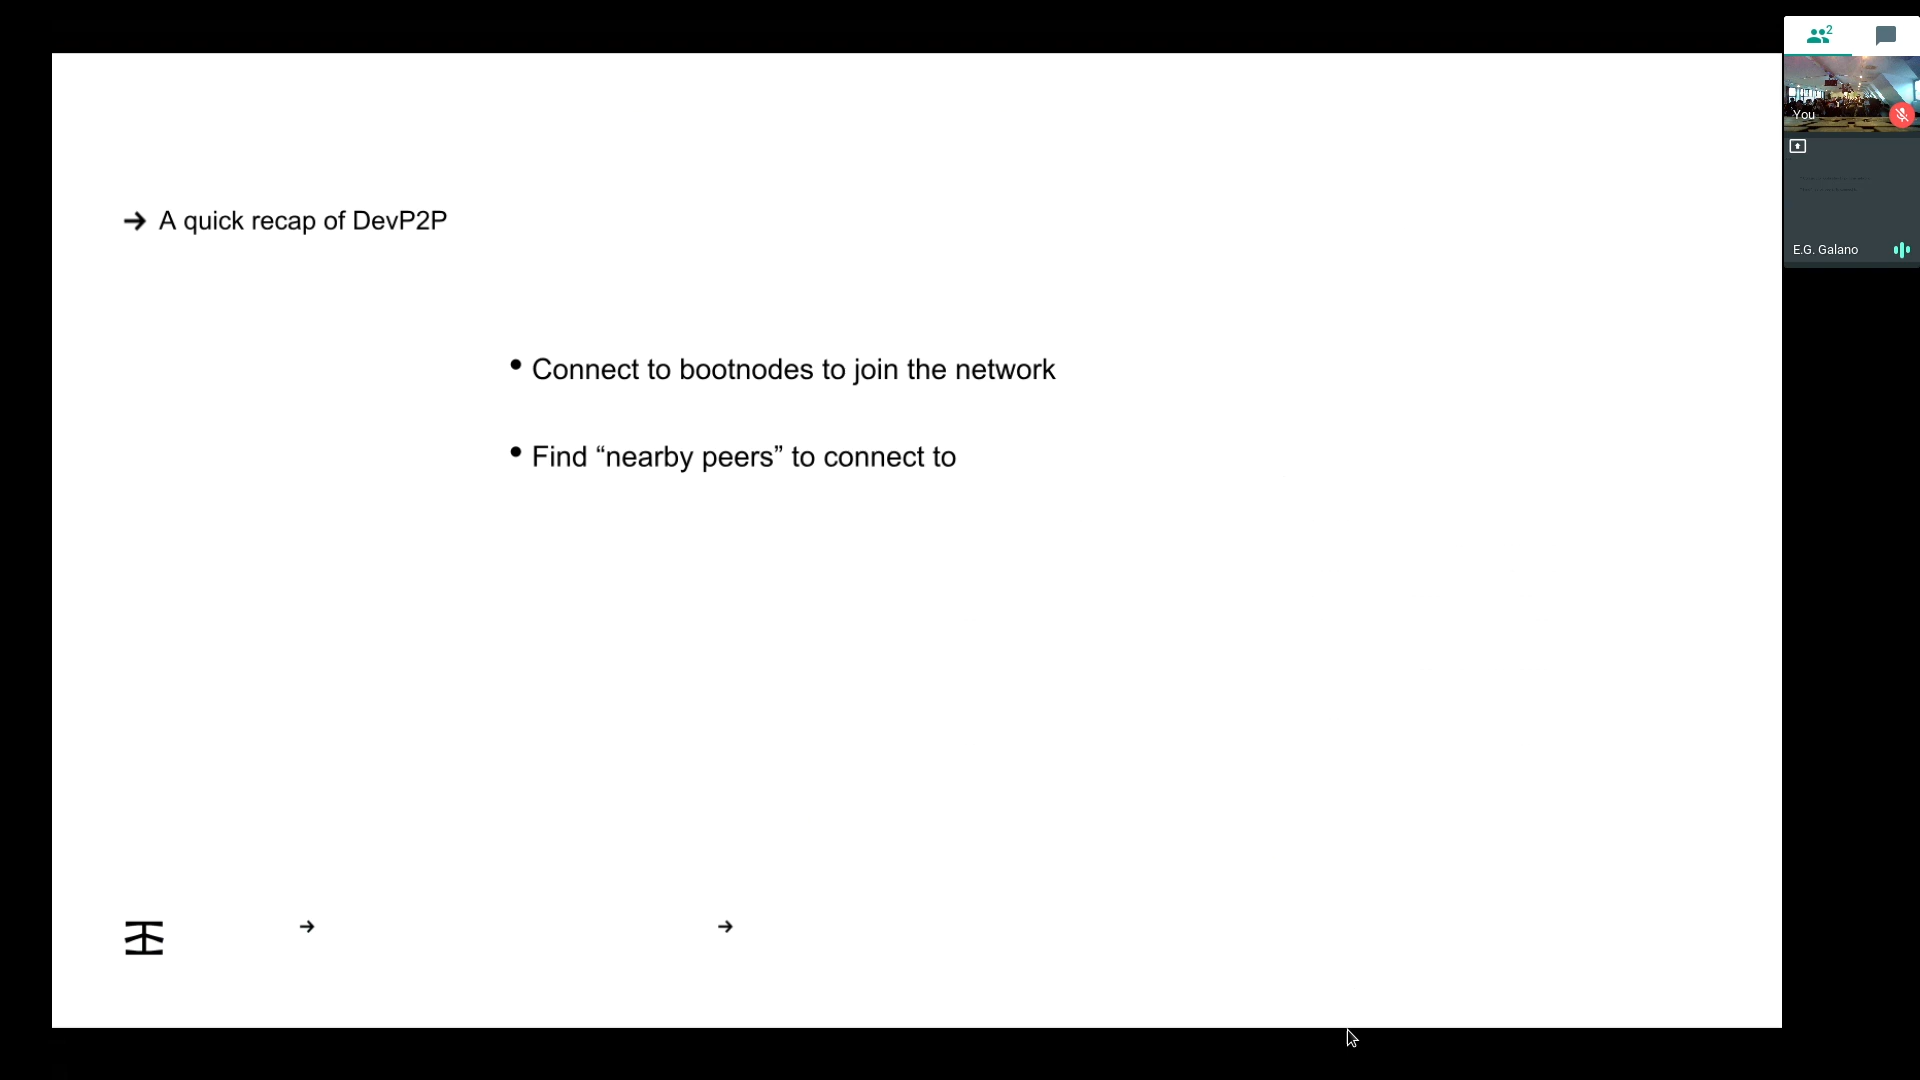 2
You
→ A quick recap of DevP2P
E.G. Galano
• Connect to bootnodes to join the network
• Find “nearby peers” to connect to